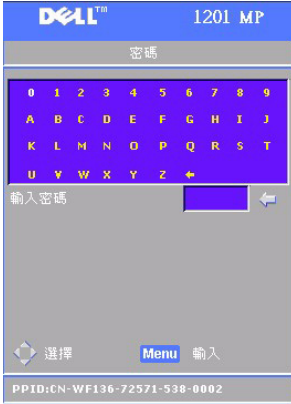 DELL™ 1201 MP
密碼
0 1 2 3 4 5 6 7 8 9
A B C D E F G H I J
K L M N O P Q R S T
U V W X Y Z ←
輸入密碼
選擇 Menu 輸入
PPID:CN-WF136-72571-538-0002